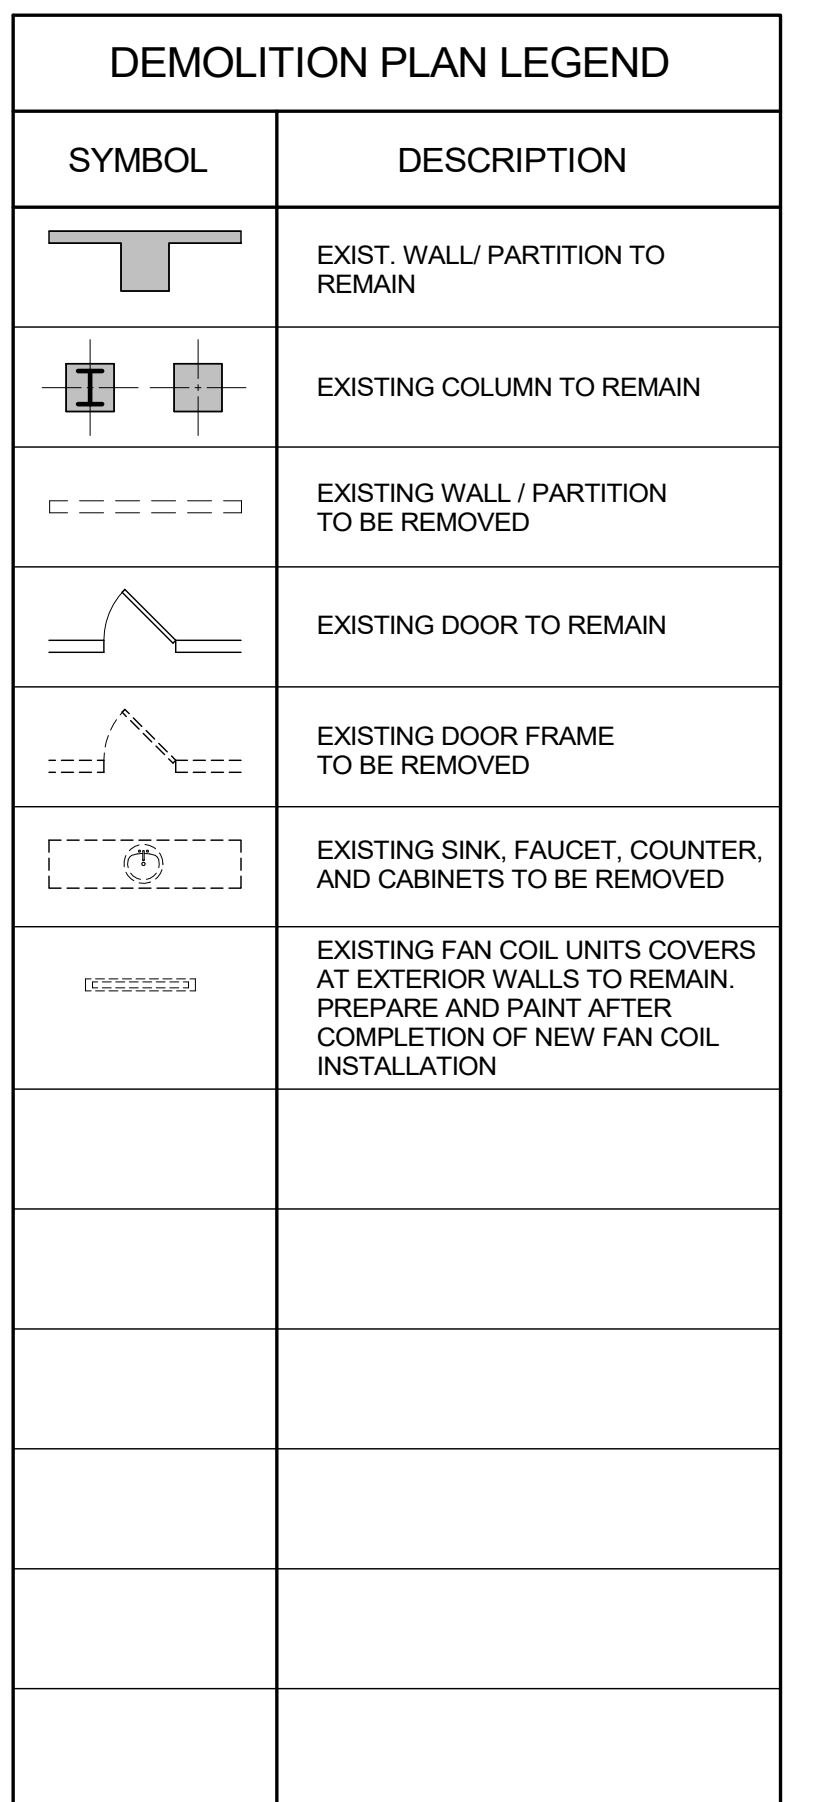 DEMOLITION PLAN LEGEND
SYMBOL
DESCRIPTION
EXIST. WALL/ PARTITION TO
REMAIN
EXISTING COLUMN TO REMAIN
EXISTING WALL / PARTITION
TO BE REMOVED
EXISTING DOOR TO REMAIN
EXISTING DOOR FRAME
TO BE REMOVED
EXISTING SINK, FAUCET, COUNTER,
AND CABINETS TO BE REMOVED
EXISTING FAN COIL UNITS COVERS
AT EXTERIOR WALLS TO REMAIN.
PREPARE AND PAINT AFTER
COMPLETION OF NEW FAN COIL
INSTALLATION